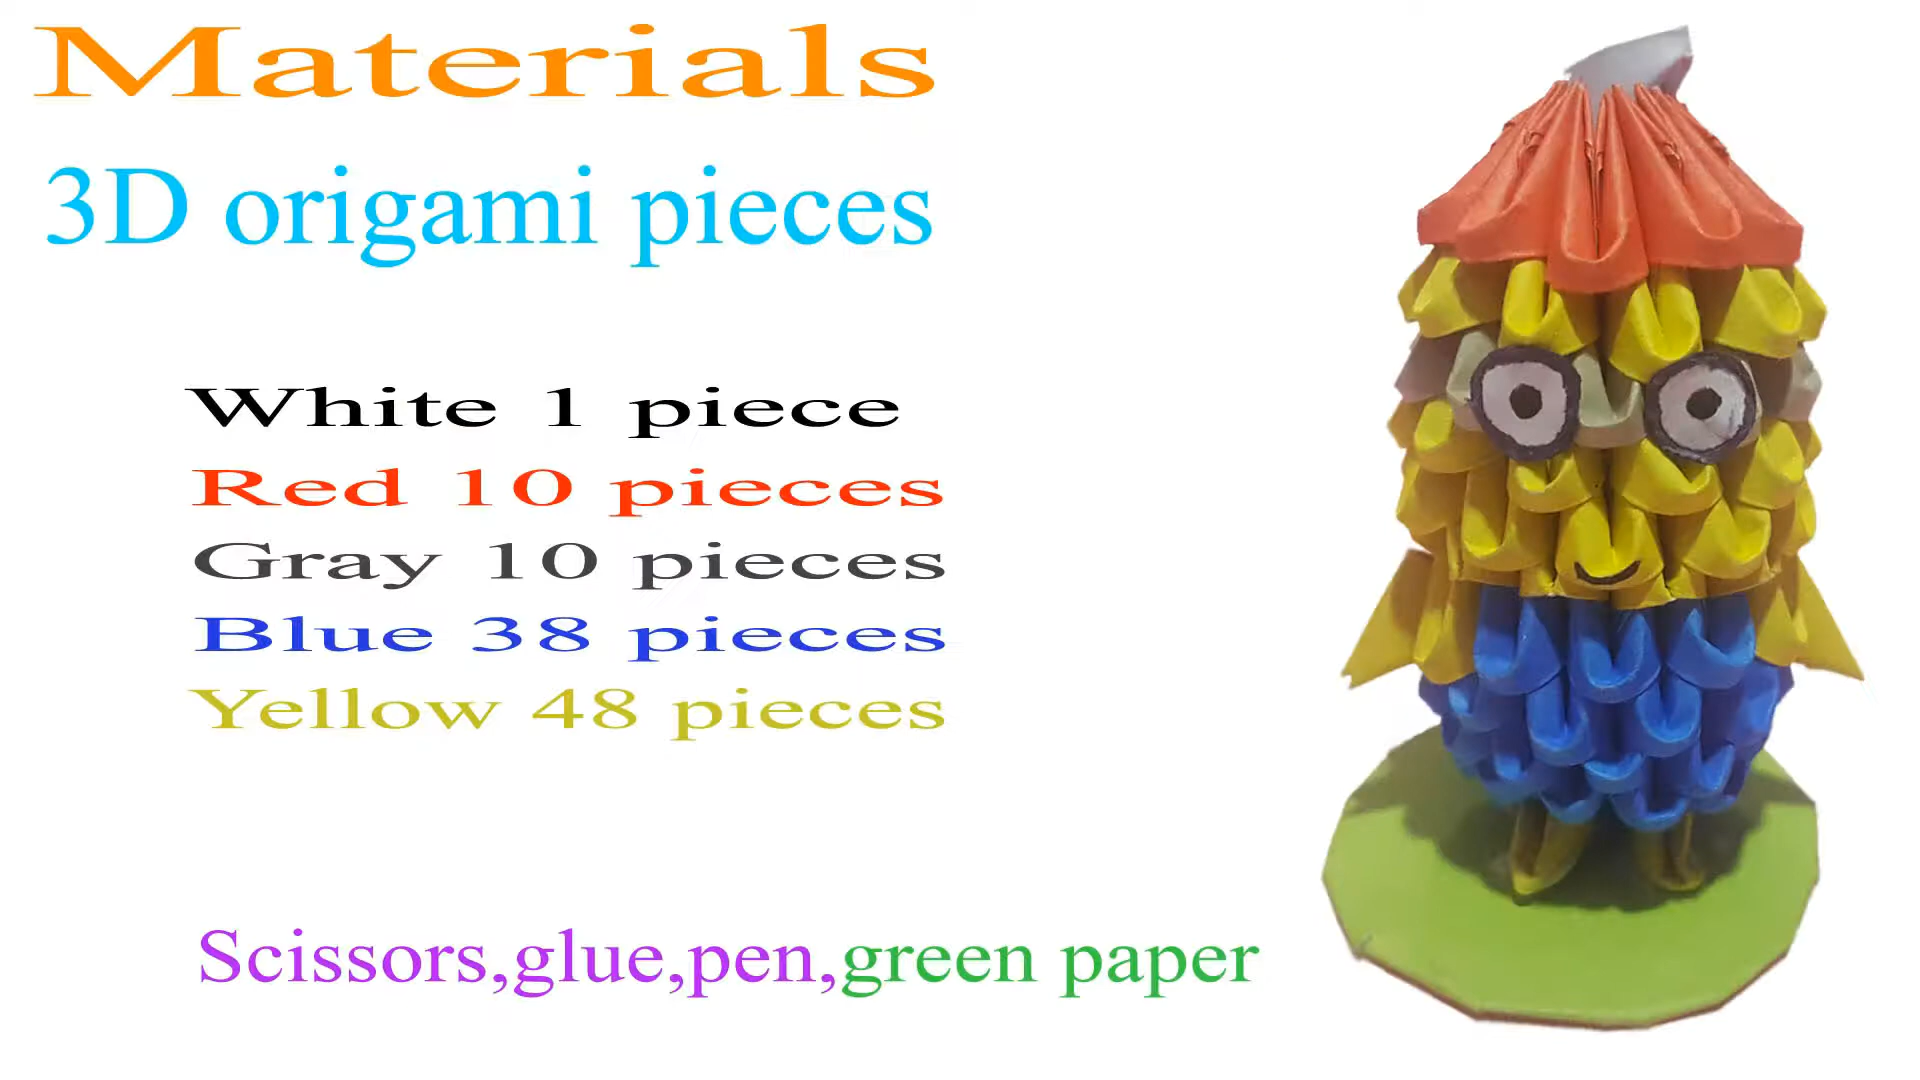 Materials
3D origami pieces
White 1 piece
Red 10 pieces
Gray 10 pieces
Blue 38 pieces
Yellow 48 pieces
Scissors,glue,pen,green paper